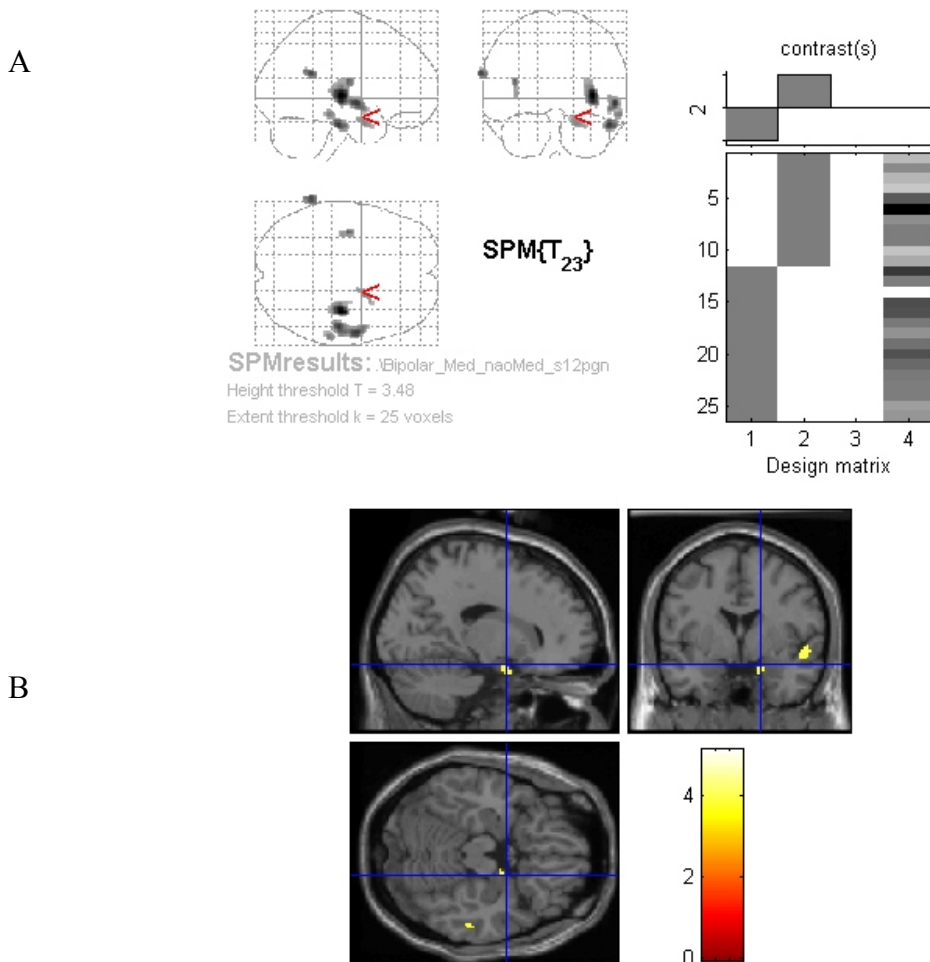 A
contrast(s)
2
SPM{T23}
5
10
15
20
25
1 2 3 4
Design matrix
SPMresults: .\Bipolar_Med_naoMed_s12pgn
Height threshold T = 3.48
Extent threshold k = 25 voxels
B
4
2
0